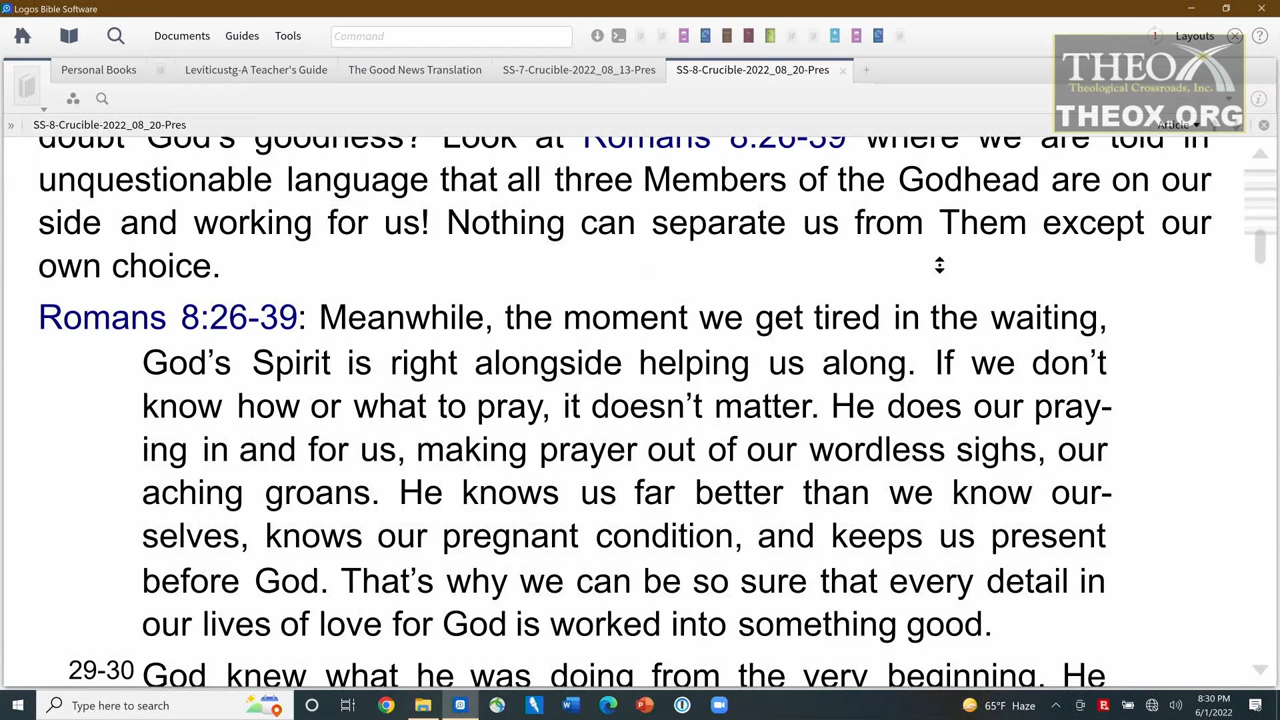 Logos Bible Software
Documents Guides Tools Command Layouts
Personal Books Leviticustg-A Teacher's Guide The Good News Translation SS-7-Crucible-2022_08_13-Pres SS-8-Crucible-2022_08_20-Pres
THEOX
Theological Crossroads, Inc.
THEOX.ORG
SS-8-Crucible-2022_08_20-Pres Article
doubt God's goodness? Look at Romans 8:26-39 where we are told in
unquestionable language that all three Members of the Godhead are on our
side and working for us! Nothing can separate us from Them except our
own choice.
Romans 8:26-39: Meanwhile, the moment we get tired in the waiting,
God's Spirit is right alongside helping us along. If we don't
know how or what to pray, it doesn't matter. He does our pray-
ing in and for us, making prayer out of our wordless sighs, our
aching groans. He knows us far better than we know our-
selves, knows our pregnant condition, and keeps us present
before God. That's why we can be so sure that every detail in
our lives of love for God is worked into something good.
29-30 God knew what he was doing from the very beginning. He
Type here to search 65°F Haze 8:30 PM
6/1/2022